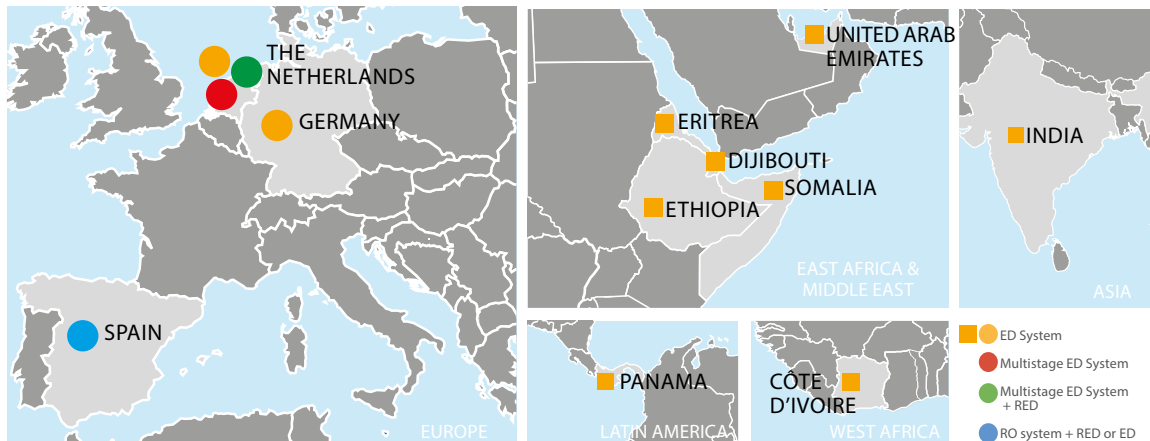 THE
NETHERLANDS
GERMANY
SPAIN
EUROPE
UNITED ARAB
EMIRATES
ERITREA
DJIBOUTI
SOMALIA
ETHIOPIA
EAST AFRICA &
MIDDLE EAST
INDIA
ASIA
PANAMA
LATIN AMERICA
CÔTE
D'IVOIRE
WEST AFRICA
ED System
Multistage ED System
Multistage ED System
+ RED
RO system + RED or ED